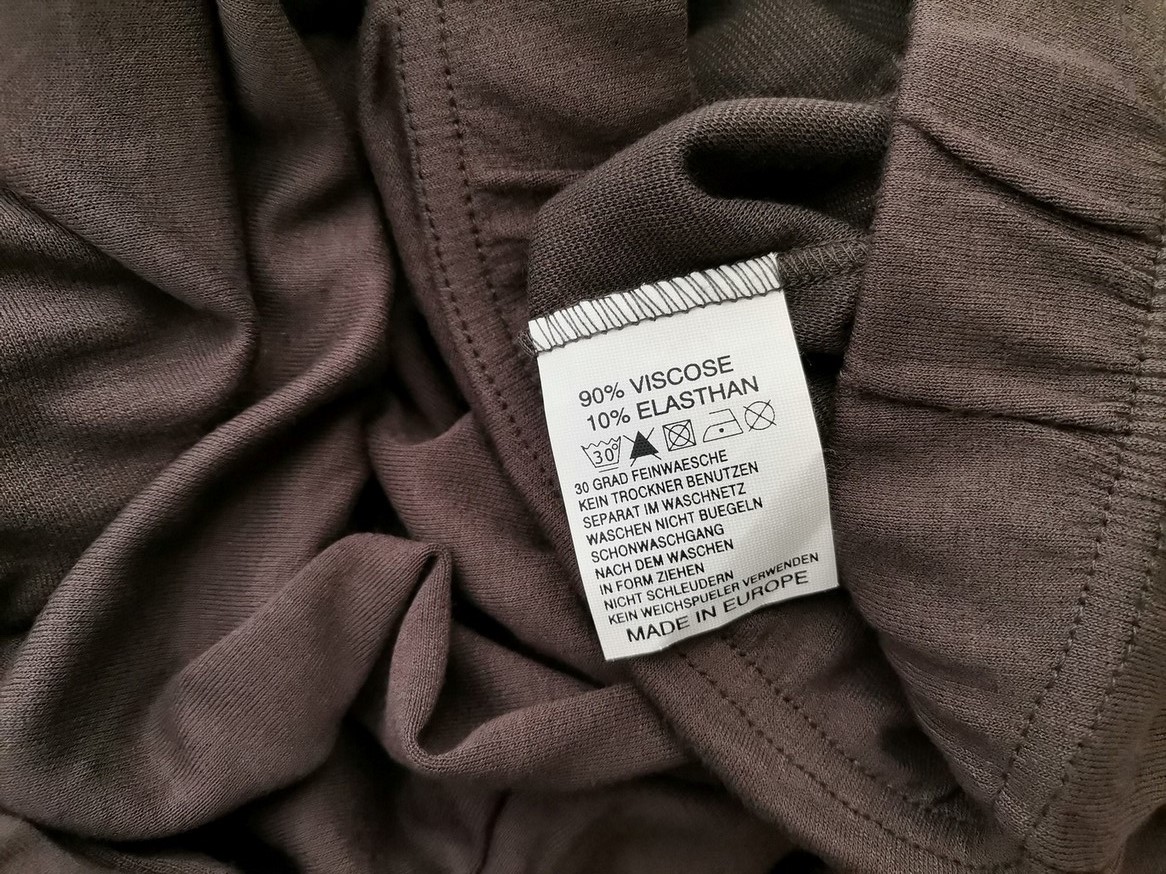 90% VISCOSE
10% ELASTHAN
30°
30 GRAD FEINWAESCHE
KEIN TROCKNER BENUTZEN
SEPARAT IM WASCHNETZ
WASCHEN NICHT BUEGELN
SCHONWASCHGANG
NACH DEM WASCHEN
IN FORM ZIEHEN
NICHT SCHLEUDERN
KEIN WEICHSPUELER VERWENDEN
MADE IN EUROPE